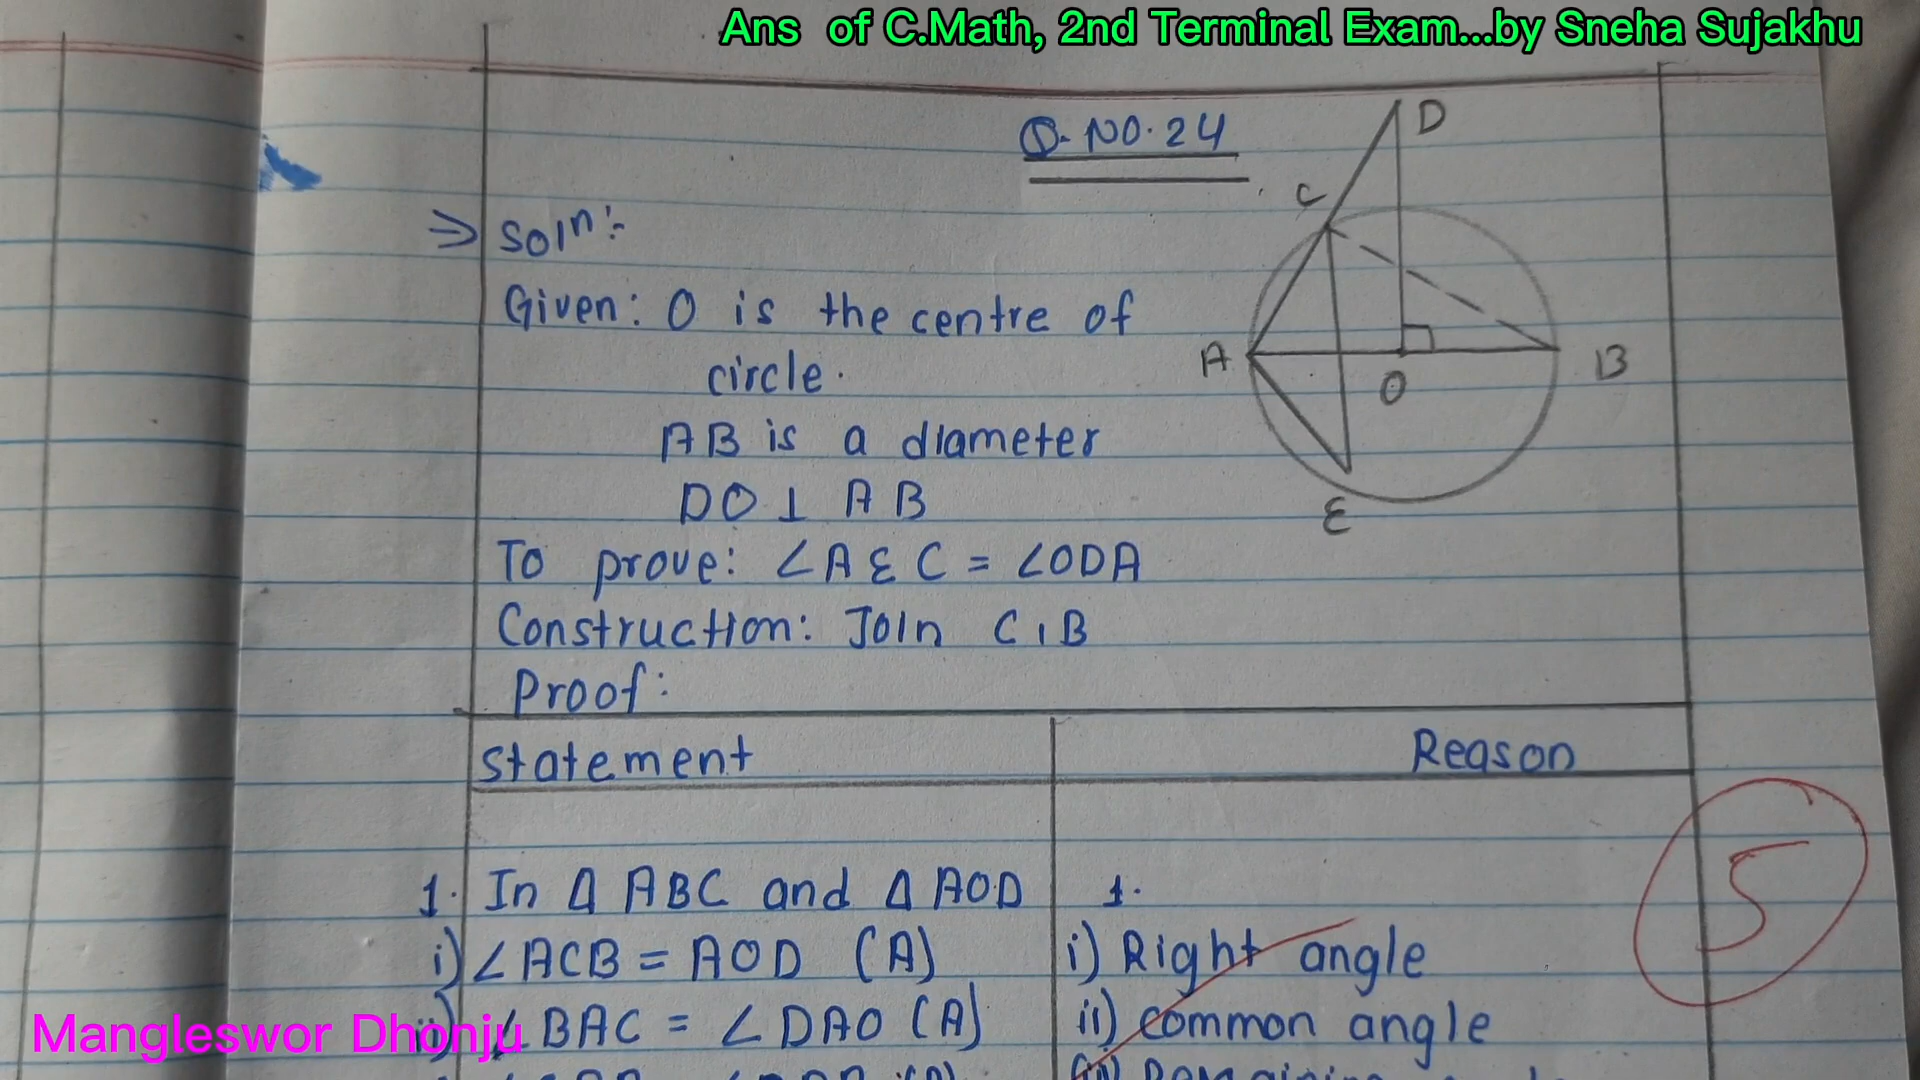 Ans of C.Math, 2nd Terminal Exam...by Sneha Sujakhu
Q. NO. 24
D
C
A
O
B
E
=> Soln:-
Given: O is the centre of
circle.
AB is a diameter
DO ⊥ AB
To prove: ∠AEC = ∠ODA
Construction: Join C, B
Proof:
Statement Reason
1. In Δ ABC and Δ AOD 1.
i) ∠ACB = AOD (A) i) Right angle
ii) ∠BAC = ∠DAO (A) ii) common angle
5
Mangleswor Dhonju